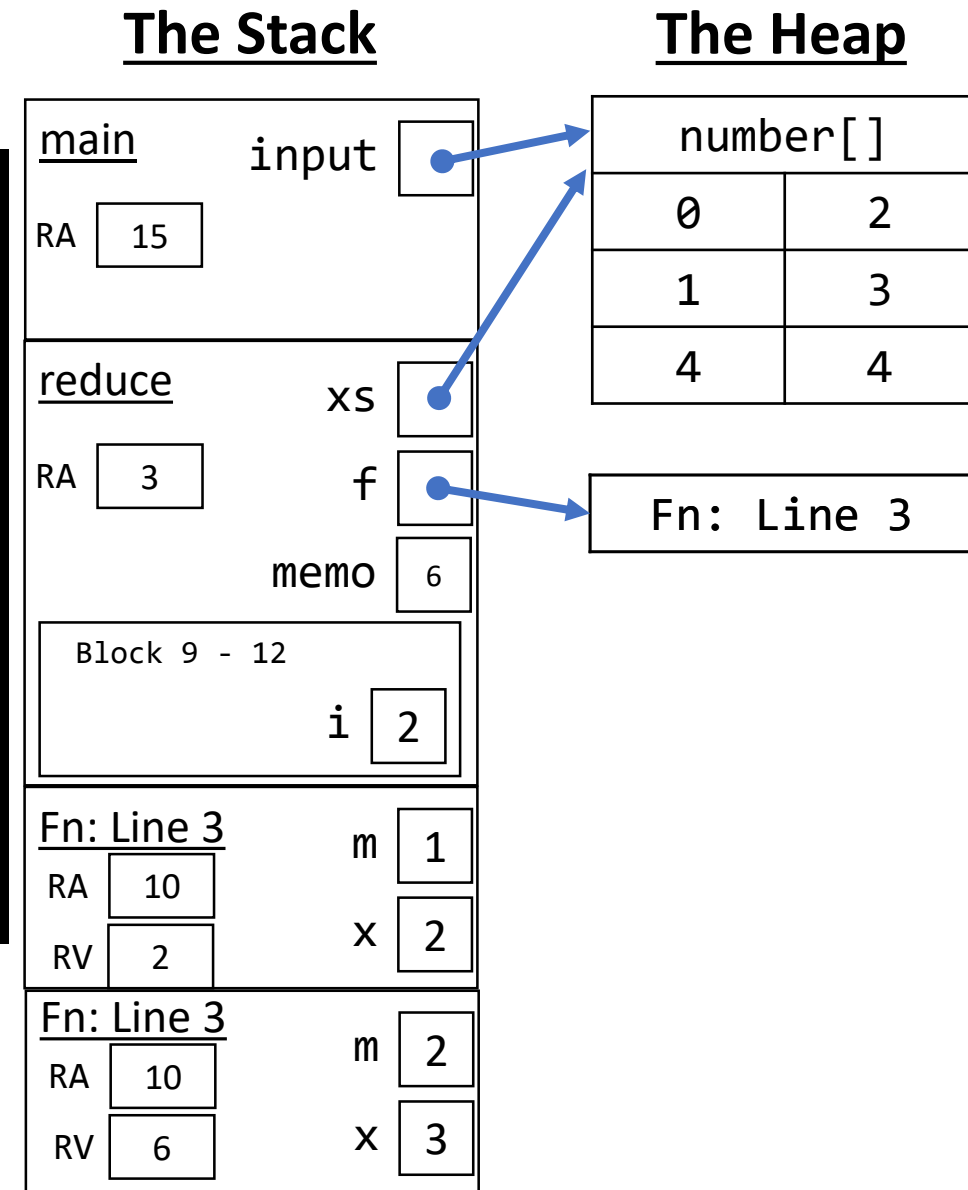 The Stack
The Heap
main
input
RA 15
reduce
xs
RA 3
f
memo 6
Block 9 - 12
i 2
Fn: Line 3
m 1
RA 10
x 2
RV 2
Fn: Line 3
m 2
RA 10
x 3
RV 6
number[]
0 2
1 3
4 4
Fn: Line 3